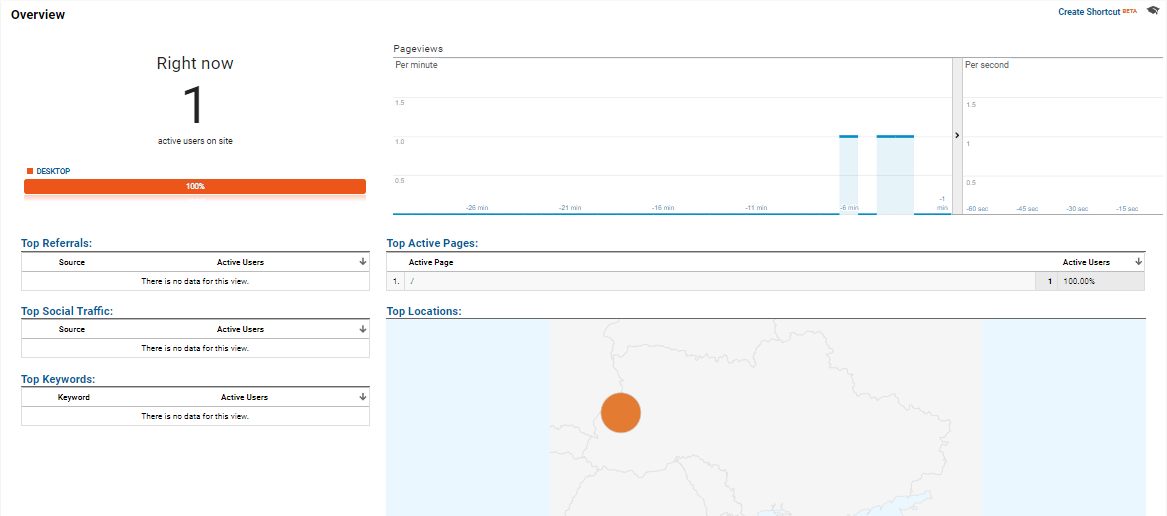 Overview
Create Shortcut BETA
Right now
1
active users on site
DESKTOP
100%
Pageviews
Per minute
1.5
1.0
0.5
-26 min
-21 min
-16 min
-11 min
-6 min
-1
min
Per second
1.5
1
0.5
-60 sec
-45 sec
-30 sec
-15 sec
Top Referrals:
Source Active Users
There is no data for this view.
Top Social Traffic:
Source Active Users
There is no data for this view.
Top Keywords:
Keyword Active Users
There is no data for this view.
Top Active Pages:
Active Page Active Users
1. / 1 100.00%
Top Locations: